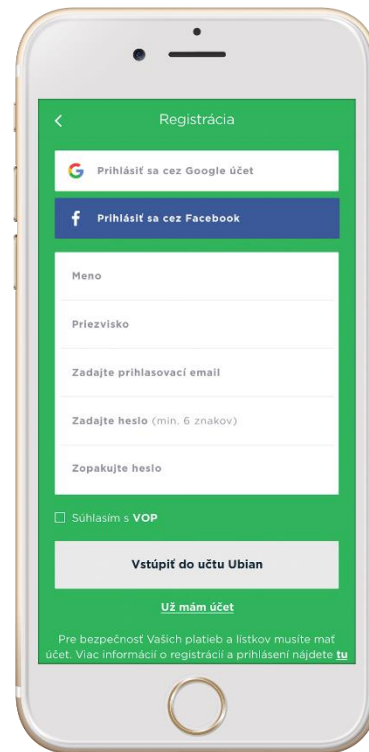 Registrácia
Prihlásiť sa cez Google účet
Prihlásiť sa cez Facebook
Meno
Priezvisko
Zadajte prihlasovací email
Zadajte heslo (min. 6 znakov)
Zopakujte heslo
Súhlasím s VOP
Vstúpiť do učtu Ubian
Už mám účet
Pre bezpečnosť Vašich platieb a lístkov musíte mať
účet. Viac informácií o registrácií a prihlásení nájdete tu